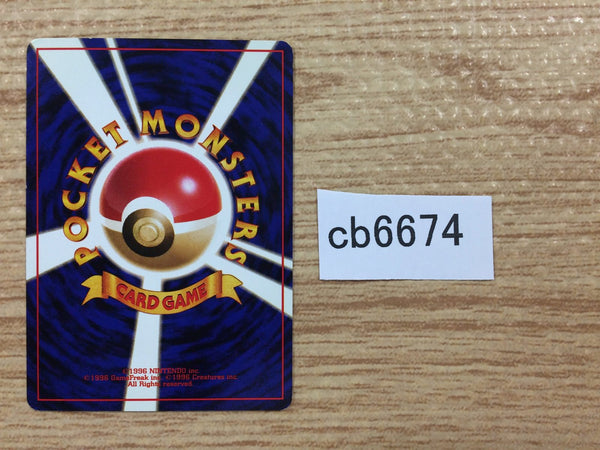 POCKET MONSTERS
CARD GAME
©1996 NINTENDO inc.
©1996 GameFreak inc. ©1996 Creatures inc.
All Rights reserved.
cb6674